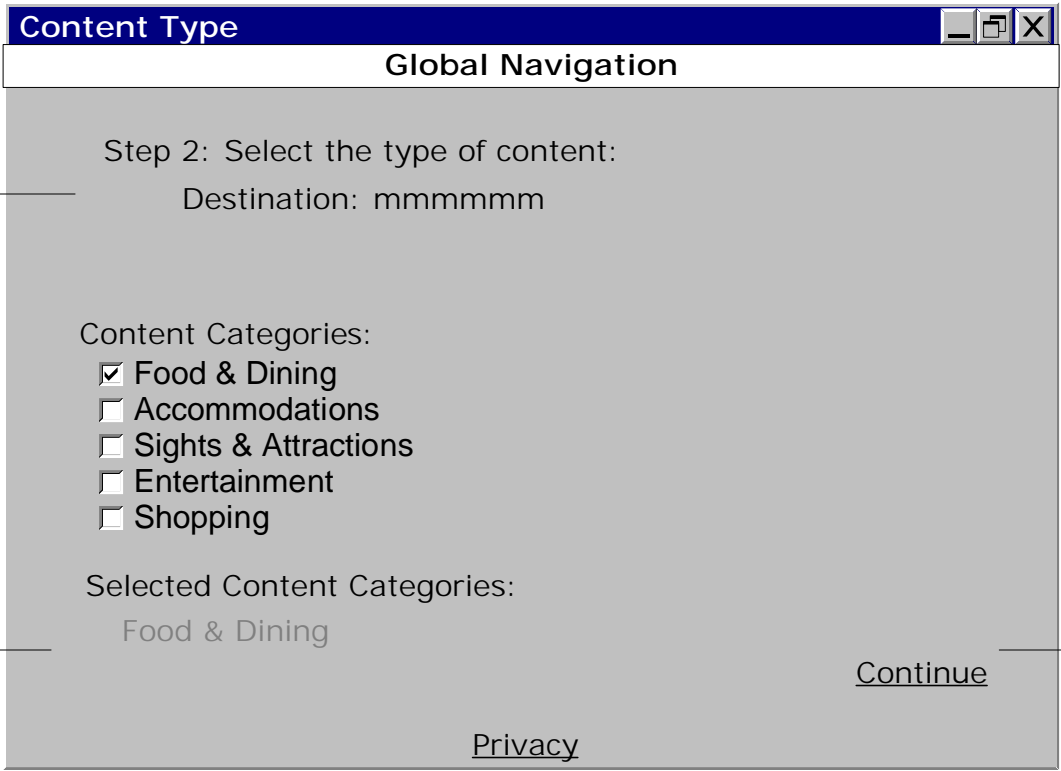 Content Type
Global Navigation
Step 2: Select the type of content:
Destination: mmmmmm
Content Categories:
Food & Dining
Accommodations
Sights & Attractions
Entertainment
Shopping
Selected Content Categories:
Food & Dining
Continue
Privacy